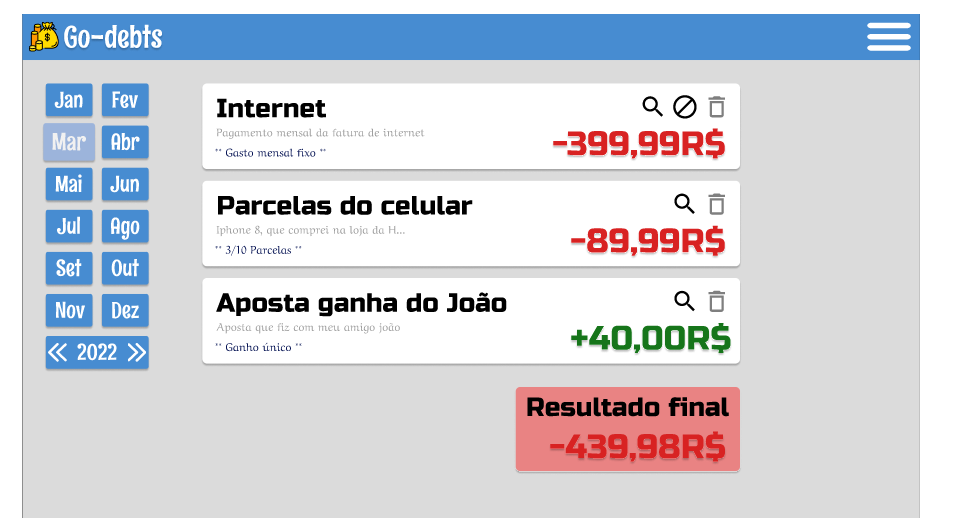 Go-debts
Jan Fev
Mar Abr
Mai Jun
Jul Ago
Set Out
Nov Dez
« 2022 »
Internet
Pagamento mensal da fatura de internet
-399,99R$
** Gasto mensal fixo **
Parcelas do celular
Iphone 8, que comprei na loja da H...
-89,99R$
** 3/10 Parcelas **
Aposta ganha do João
Aposta que fiz com meu amigo joão
+40,00R$
** Ganho único **
Resultado final
-439,98R$